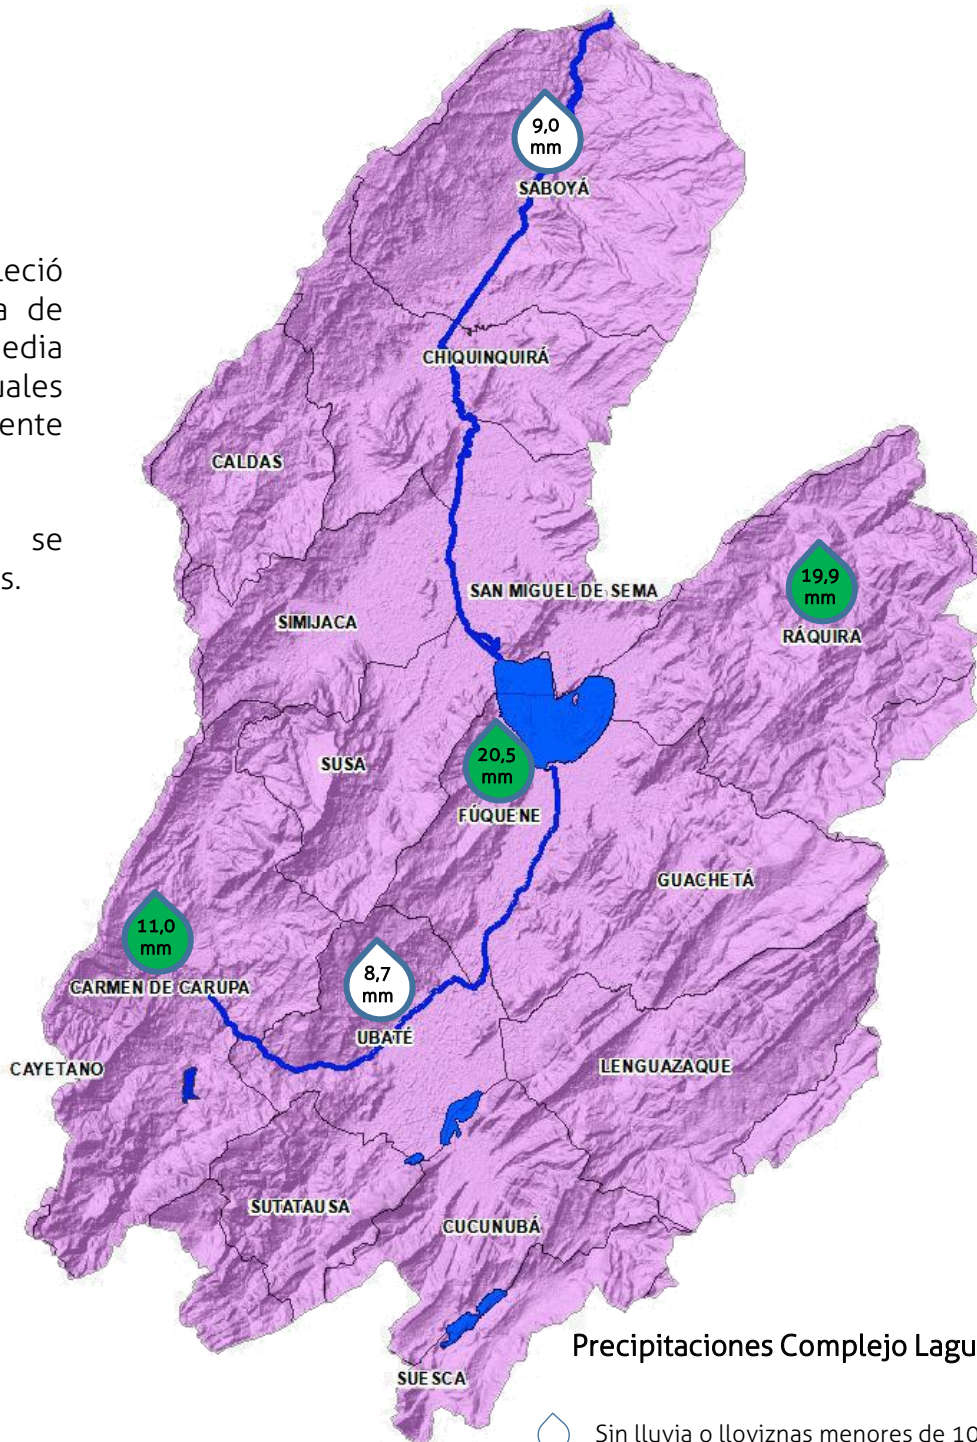 9,0
mm
SABOYÁ
leció
a de
edia
uales
ente
CHIQUINQUIRÁ
CALDAS
se
s.
19,9
mm
SAN MIGUEL DE SEMA
SIMIJACA
RÁQUIRA
20,5
mm
SUSA
FÚQUENE
GUACHETÁ
11,0
mm
8,7
mm
CARMEN DE CARUPA
UBATÉ
CAYETANO
LENGUAZAQUE
SUTATAUSA
CUCUNUBÁ
Precipitaciones Complejo Lagu
SUESCA
Sin lluvia o lloviznas menores de 10